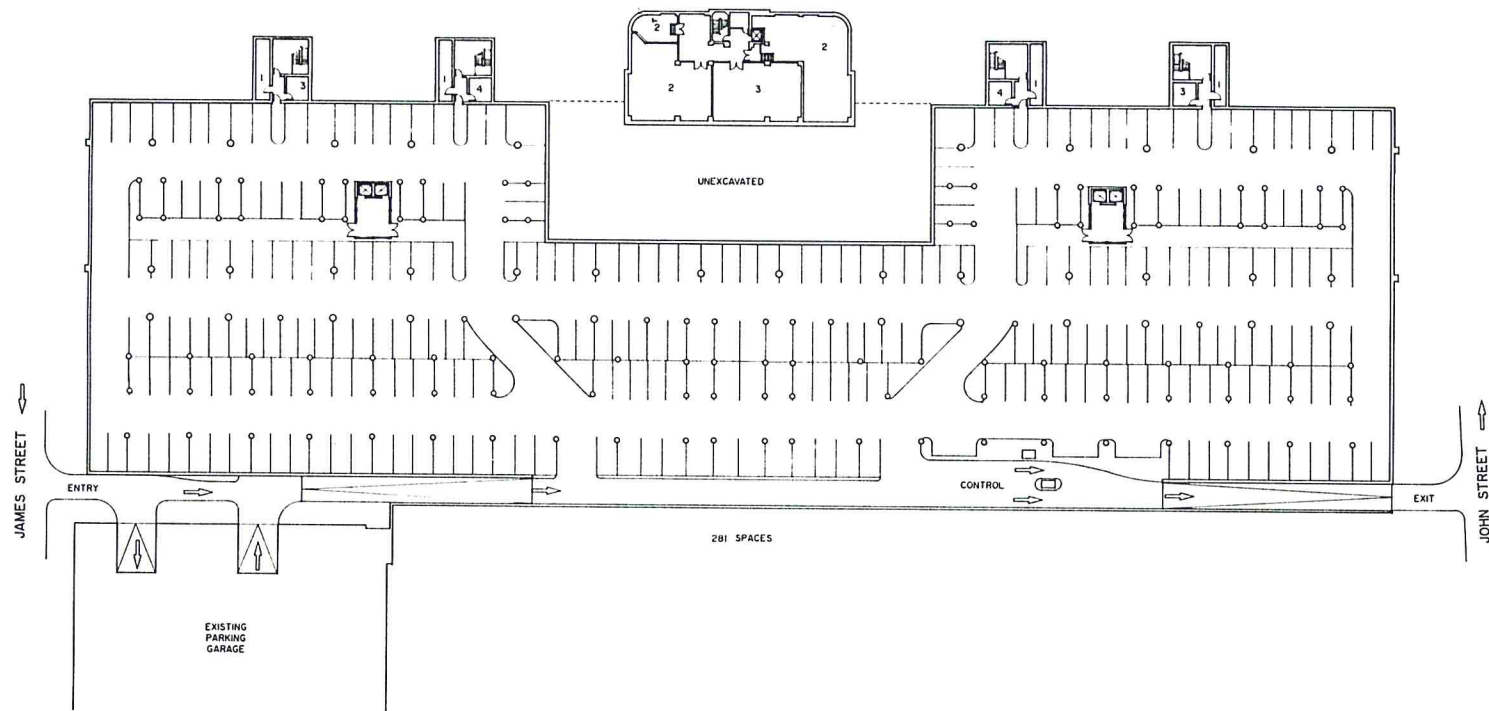 2
2
2
3
1
3
1
4
4
1
3
1
UNEXCAVATED
JAMES STREET
ENTRY
CONTROL
EXIT
JOHN STREET
281 SPACES
EXISTING
PARKING
GARAGE